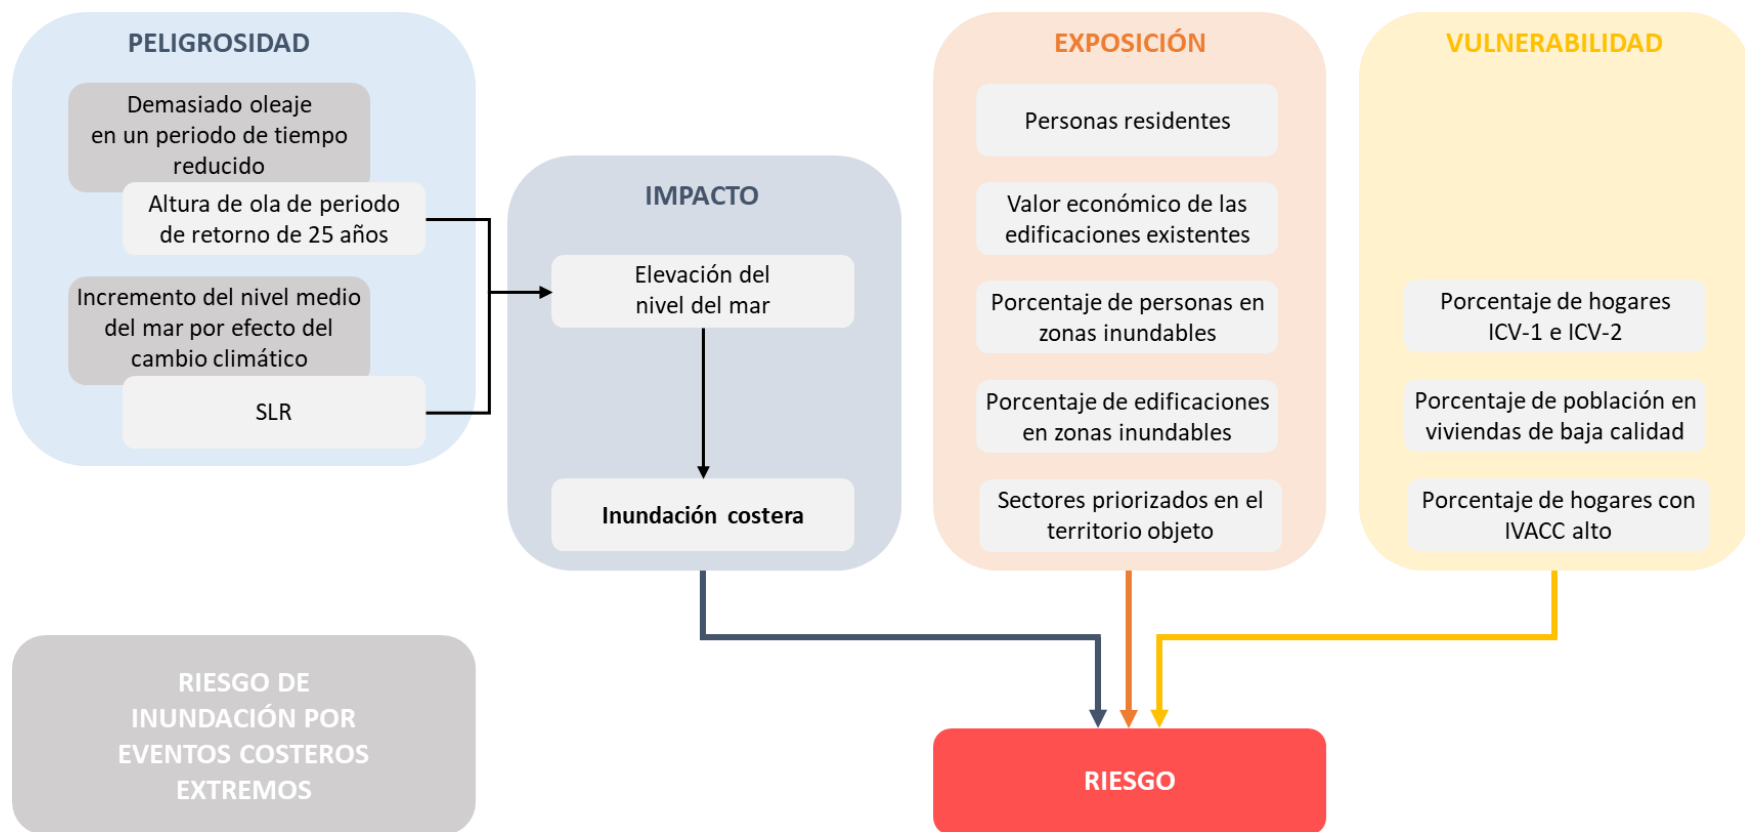 PELIGROSIDAD
Demasiado oleaje
en un periodo de tiempo
reducido
Altura de ola de periodo
de retorno de 25 años
Incremento del nivel medio
del mar por efecto del
cambio climático
SLR
IMPACTO
Elevación del
nivel del mar
Inundación costera
EXPOSICIÓN
Personas residentes
Valor económico de las
edificaciones existentes
Porcentaje de personas en
zonas inundables
Porcentaje de edificaciones
en zonas inundables
Sectores priorizados en el
territorio objeto
VULNERABILIDAD
Porcentaje de hogares
ICV-1 e ICV-2
Porcentaje de población en
viviendas de baja calidad
Porcentaje de hogares con
IVACC alto
RIESGO DE
INUNDACIÓN POR
EVENTOS COSTEROS
EXTREMOS
RIESGO